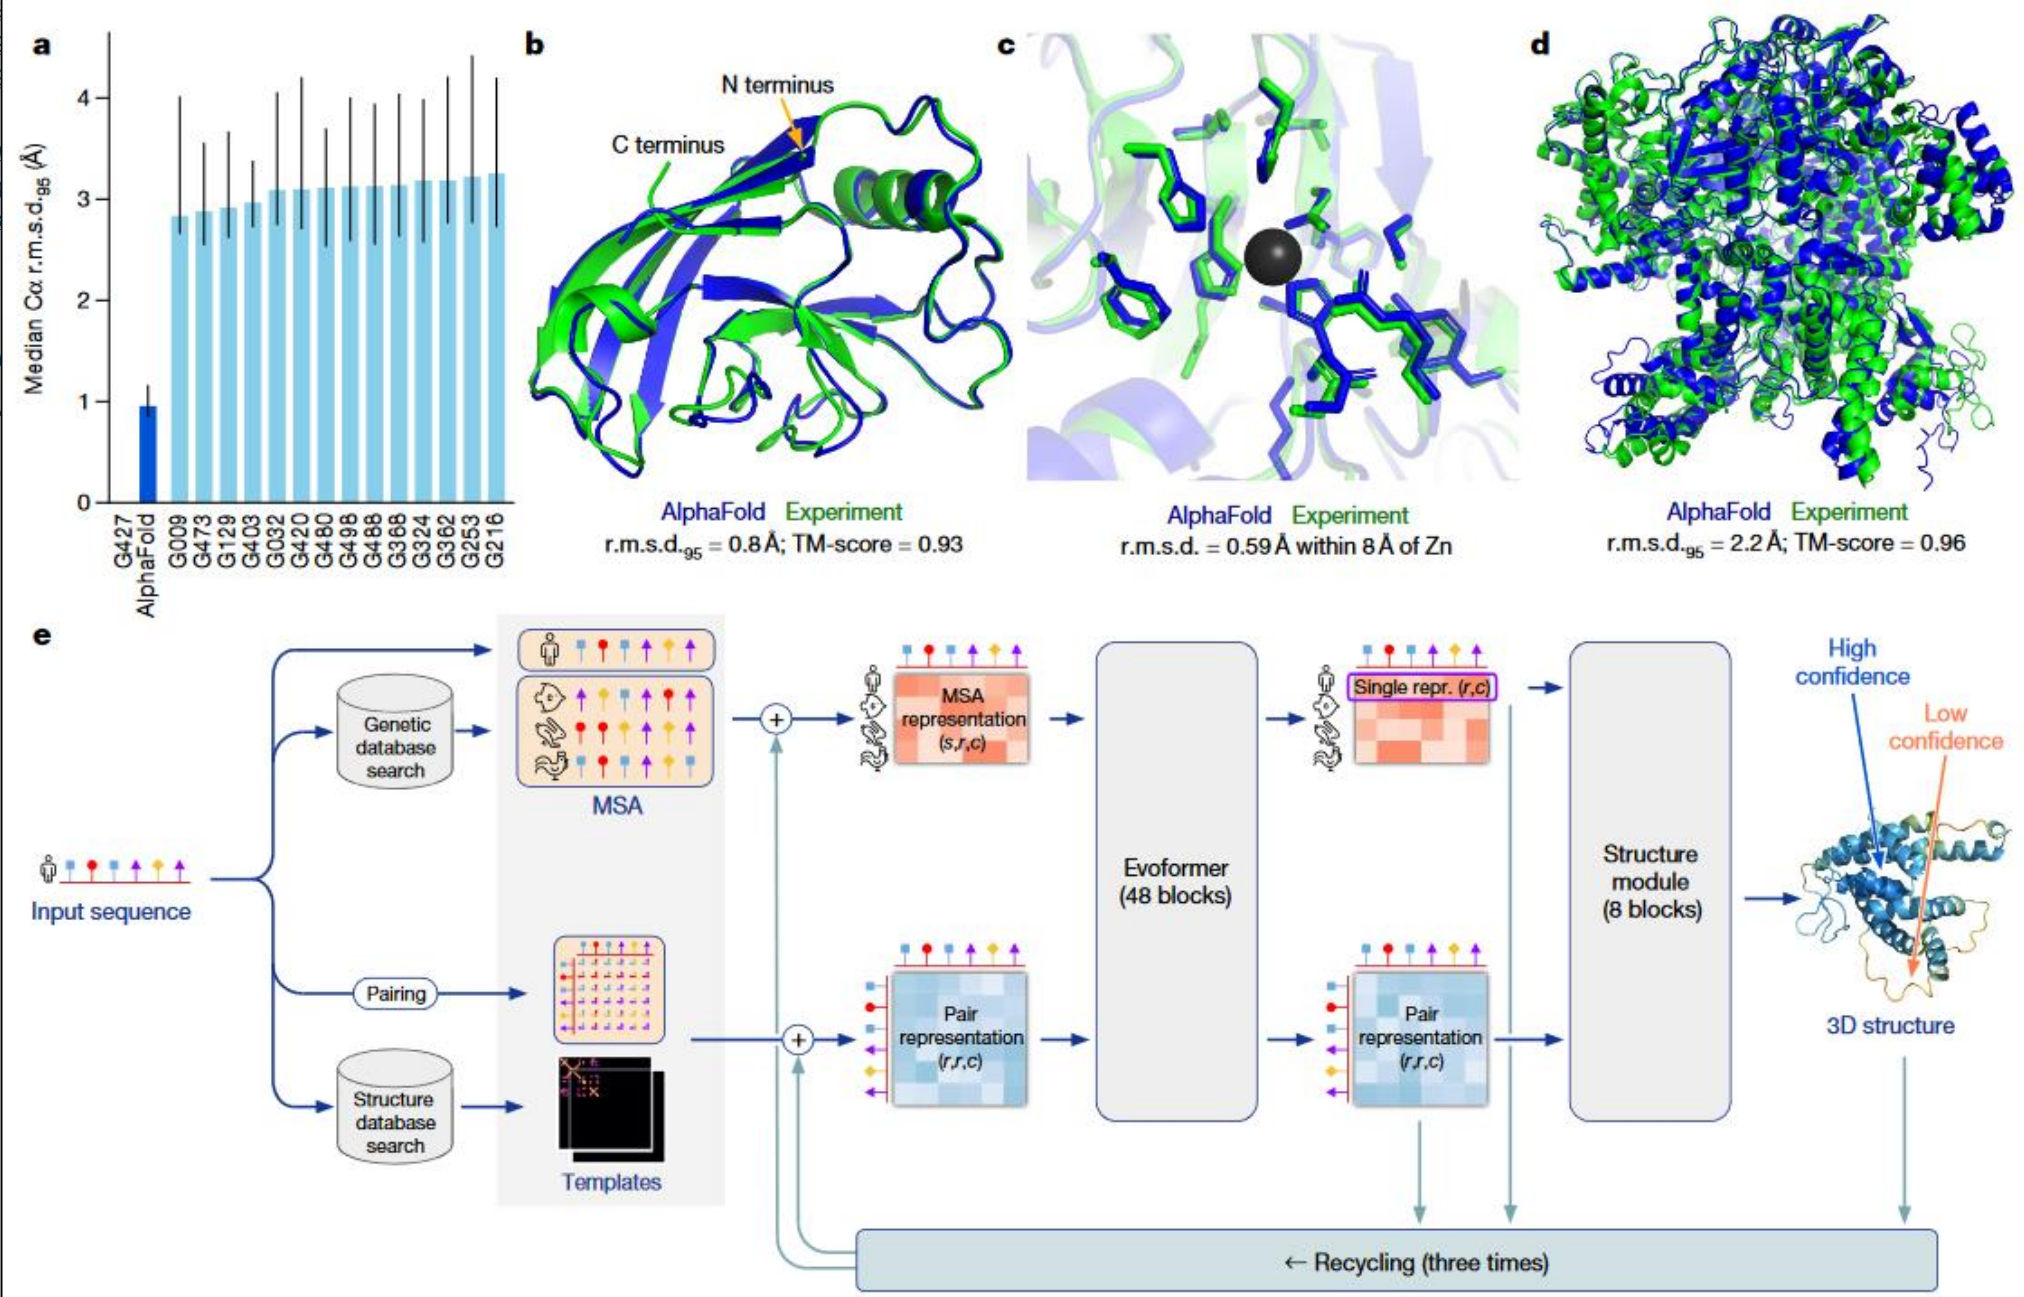 a
Median Cα r.m.s.d.95 (Å)
4
3
2
1
0
G427
AlphaFold
G009
G473
G129
G403
G032
G420
G480
G498
G488
G368
G324
G362
G253
G216
b
N terminus
C terminus
AlphaFold Experiment
r.m.s.d.95 = 0.8 Å; TM-score = 0.93
c
AlphaFold Experiment
r.m.s.d. = 0.59 Å within 8 Å of Zn
d
AlphaFold Experiment
r.m.s.d.95 = 2.2 Å; TM-score = 0.96
e
Input sequence
Genetic
database
search
Pairing
Structure
database
search
MSA
Templates
+
+
MSA
representation
(s,r,c)
Pair
representation
(r,r,c)
Evoformer
(48 blocks)
Single repr. (r,c)
Pair
representation
(r,r,c)
Structure
module
(8 blocks)
High
confidence
Low
confidence
3D structure
← Recycling (three times)